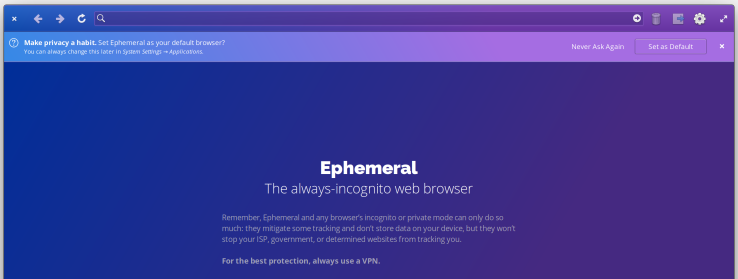 Make privacy a habit. Set Ephemeral as your default browser?
You can always change this later in System Settings → Applications.
Never Ask Again
Set as Default
Ephemeral
The always-incognito web browser
Remember, Ephemeral and any browser's incognito or private mode can only do so
much: they mitigate some tracking and don't store data on your device, but they won't
stop your ISP, government, or determined websites from tracking you.
For the best protection, always use a VPN.